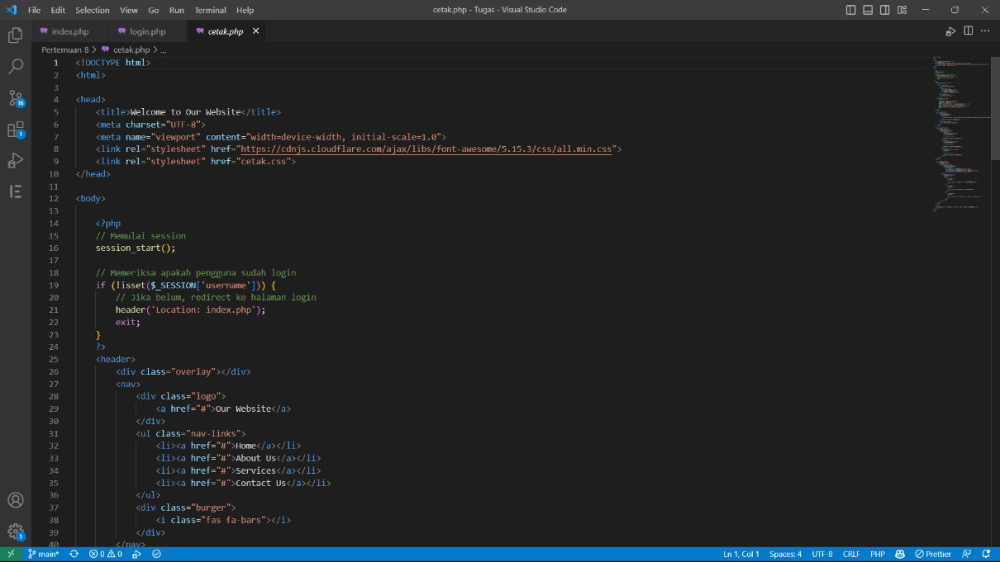 File Edit Selection View Go Run Terminal Help cetak.php - Tugas - Visual Studio Code
index.php login.php cetak.php
Pertemuan 8 > cetak.php > ...
1 <!DOCTYPE html>
2 <html>
3
4 <head>
5 <title>Welcome to Our Website</title>
6 <meta charset="UTF-8">
7 <meta name="viewport" content="width=device-width, initial-scale=1.0">
8 <link rel="stylesheet" href="https://cdnjs.cloudflare.com/ajax/libs/font-awesome/5.15.3/css/all.min.css">
9 <link rel="stylesheet" href="cetak.css">
10 </head>
11
12 <body>
13
14 <?php
15 // Memulai session
16 session_start();
17
18 // Memeriksa apakah pengguna sudah login
19 if (!isset($_SESSION['username'])) {
20 // Jika belum, redirect ke halaman login
21 header('Location: index.php');
22 exit;
23 }
24 ?>
25 <header>
26 <div class="overlay"></div>
27 <nav>
28 <div class="logo">
29 <a href="#">Our Website</a>
30 </div>
31 <ul class="nav-links">
32 <li><a href="#">Home</a></li>
33 <li><a href="#">About Us</a></li>
34 <li><a href="#">Services</a></li>
35 <li><a href="#">Contact Us</a></li>
36 </ul>
37 <div class="burger">
38 <i class="fas fa-bars"></i>
39 </div>
40 </nav>
16
1
1
main* 0 0 Ln 1, Col 1 Spaces: 4 UTF-8 CRLF PHP Prettier